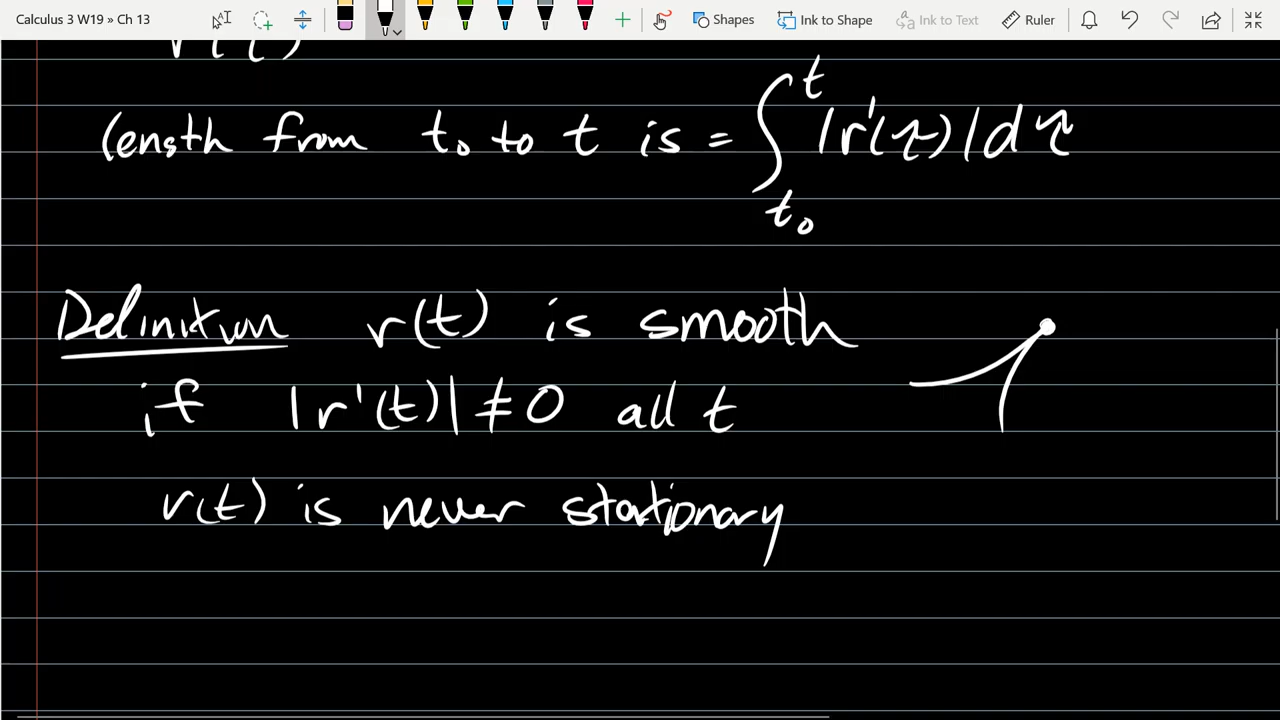 Calculus 3 W19 » Ch 13
Shapes
Ink to Shape
Ink to Text
Ruler
r(t)
length from t₀ to t is = ∫ₜ₀ᵗ |r'(τ)| dτ
Definition r(t) is smooth
if |r'(t)| ≠ 0 all t
r(t) is never stationary